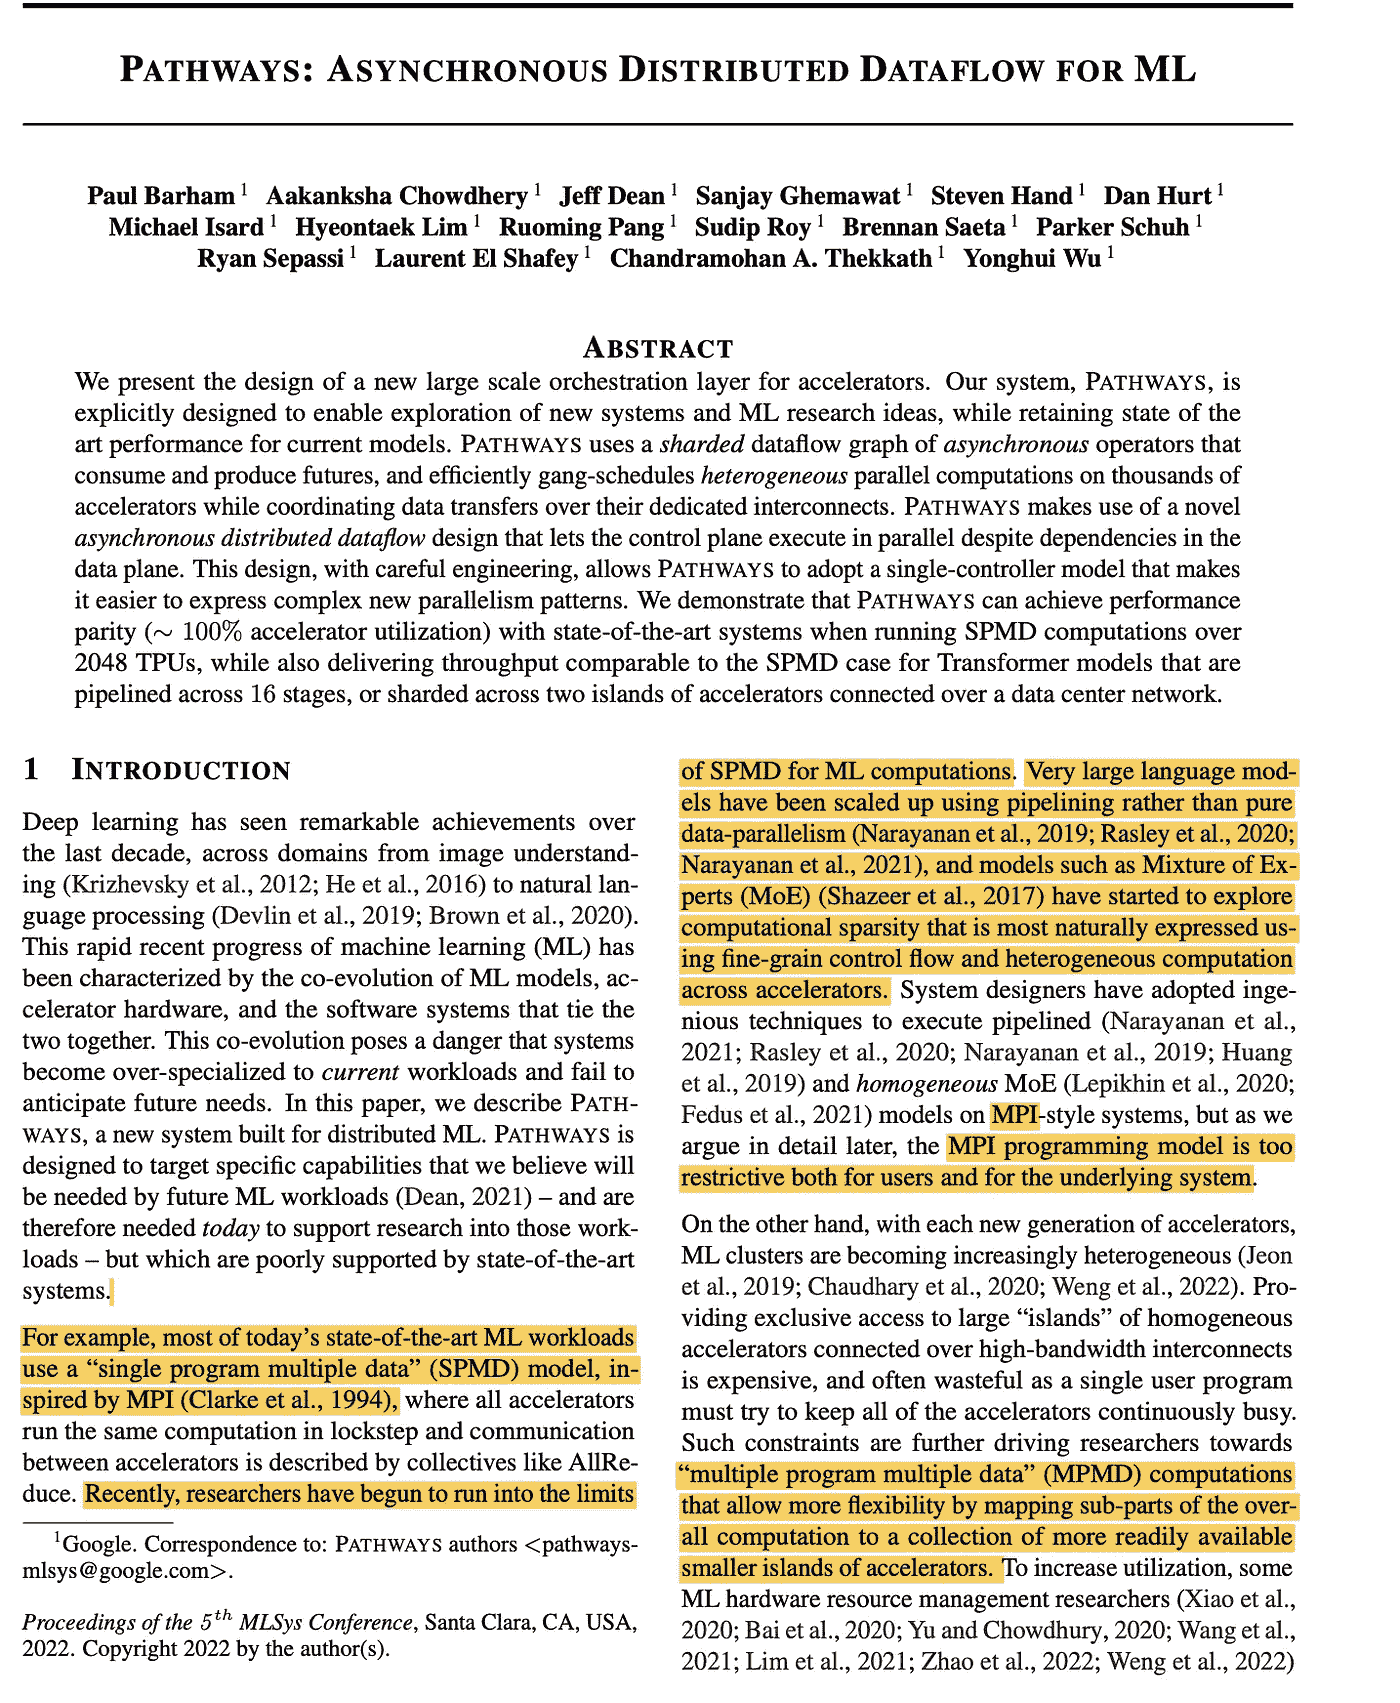 PATHWAYS: ASYNCHRONOUS DISTRIBUTED DATAFLOW FOR ML
Paul Barham 1 Aakanksha Chowdhery 1 Jeff Dean 1 Sanjay Ghemawat 1 Steven Hand 1 Dan Hurt 1
Michael Isard 1 Hyeontaek Lim 1 Ruoming Pang 1 Sudip Roy 1 Brennan Saeta 1 Parker Schuh 1
Ryan Sepassi 1 Laurent El Shafey 1 Chandramohan A. Thekkath 1 Yonghui Wu 1
ABSTRACT
We present the design of a new large scale orchestration layer for accelerators. Our system, PATHWAYS, is
explicitly designed to enable exploration of new systems and ML research ideas, while retaining state of the
art performance for current models. PATHWAYS uses a sharded dataflow graph of asynchronous operators that
consume and produce futures, and efficiently gang-schedules heterogeneous parallel computations on thousands of
accelerators while coordinating data transfers over their dedicated interconnects. PATHWAYS makes use of a novel
asynchronous distributed dataflow design that lets the control plane execute in parallel despite dependencies in the
data plane. This design, with careful engineering, allows PATHWAYS to adopt a single-controller model that makes
it easier to express complex new parallelism patterns. We demonstrate that PATHWAYS can achieve performance
parity (∼ 100% accelerator utilization) with state-of-the-art systems when running SPMD computations over
2048 TPUs, while also delivering throughput comparable to the SPMD case for Transformer models that are
pipelined across 16 stages, or sharded across two islands of accelerators connected over a data center network.
1 INTRODUCTION
Deep learning has seen remarkable achievements over
the last decade, across domains from image understand-
ing (Krizhevsky et al., 2012; He et al., 2016) to natural lan-
guage processing (Devlin et al., 2019; Brown et al., 2020).
This rapid recent progress of machine learning (ML) has
been characterized by the co-evolution of ML models, ac-
celerator hardware, and the software systems that tie the
two together. This co-evolution poses a danger that systems
become over-specialized to current workloads and fail to
anticipate future needs. In this paper, we describe PATH-
WAYS, a new system built for distributed ML. PATHWAYS is
designed to target specific capabilities that we believe will
be needed by future ML workloads (Dean, 2021) – and are
therefore needed today to support research into those work-
loads – but which are poorly supported by state-of-the-art
systems.
For example, most of today's state-of-the-art ML workloads
use a “single program multiple data” (SPMD) model, in-
spired by MPI (Clarke et al., 1994), where all accelerators
run the same computation in lockstep and communication
between accelerators is described by collectives like AllRe-
duce. Recently, researchers have begun to run into the limits
1Google. Correspondence to: PATHWAYS authors <pathways-
mlsys@google.com>.
Proceedings of the 5th MLSys Conference, Santa Clara, CA, USA,
2022. Copyright 2022 by the author(s).
of SPMD for ML computations. Very large language mod-
els have been scaled up using pipelining rather than pure
data-parallelism (Narayanan et al., 2019; Rasley et al., 2020;
Narayanan et al., 2021), and models such as Mixture of Ex-
perts (MoE) (Shazeer et al., 2017) have started to explore
computational sparsity that is most naturally expressed us-
ing fine-grain control flow and heterogeneous computation
across accelerators. System designers have adopted inge-
nious techniques to execute pipelined (Narayanan et al.,
2021; Rasley et al., 2020; Narayanan et al., 2019; Huang
et al., 2019) and homogeneous MoE (Lepikhin et al., 2020;
Fedus et al., 2021) models on MPI-style systems, but as we
argue in detail later, the MPI programming model is too
restrictive both for users and for the underlying system.
On the other hand, with each new generation of accelerators,
ML clusters are becoming increasingly heterogeneous (Jeon
et al., 2019; Chaudhary et al., 2020; Weng et al., 2022). Pro-
viding exclusive access to large “islands” of homogeneous
accelerators connected over high-bandwidth interconnects
is expensive, and often wasteful as a single user program
must try to keep all of the accelerators continuously busy.
Such constraints are further driving researchers towards
“multiple program multiple data” (MPMD) computations
that allow more flexibility by mapping sub-parts of the over-
all computation to a collection of more readily available
smaller islands of accelerators. To increase utilization, some
ML hardware resource management researchers (Xiao et al.,
2020; Bai et al., 2020; Yu and Chowdhury, 2020; Wang et al.,
2021; Lim et al., 2021; Zhao et al., 2022; Weng et al., 2022)